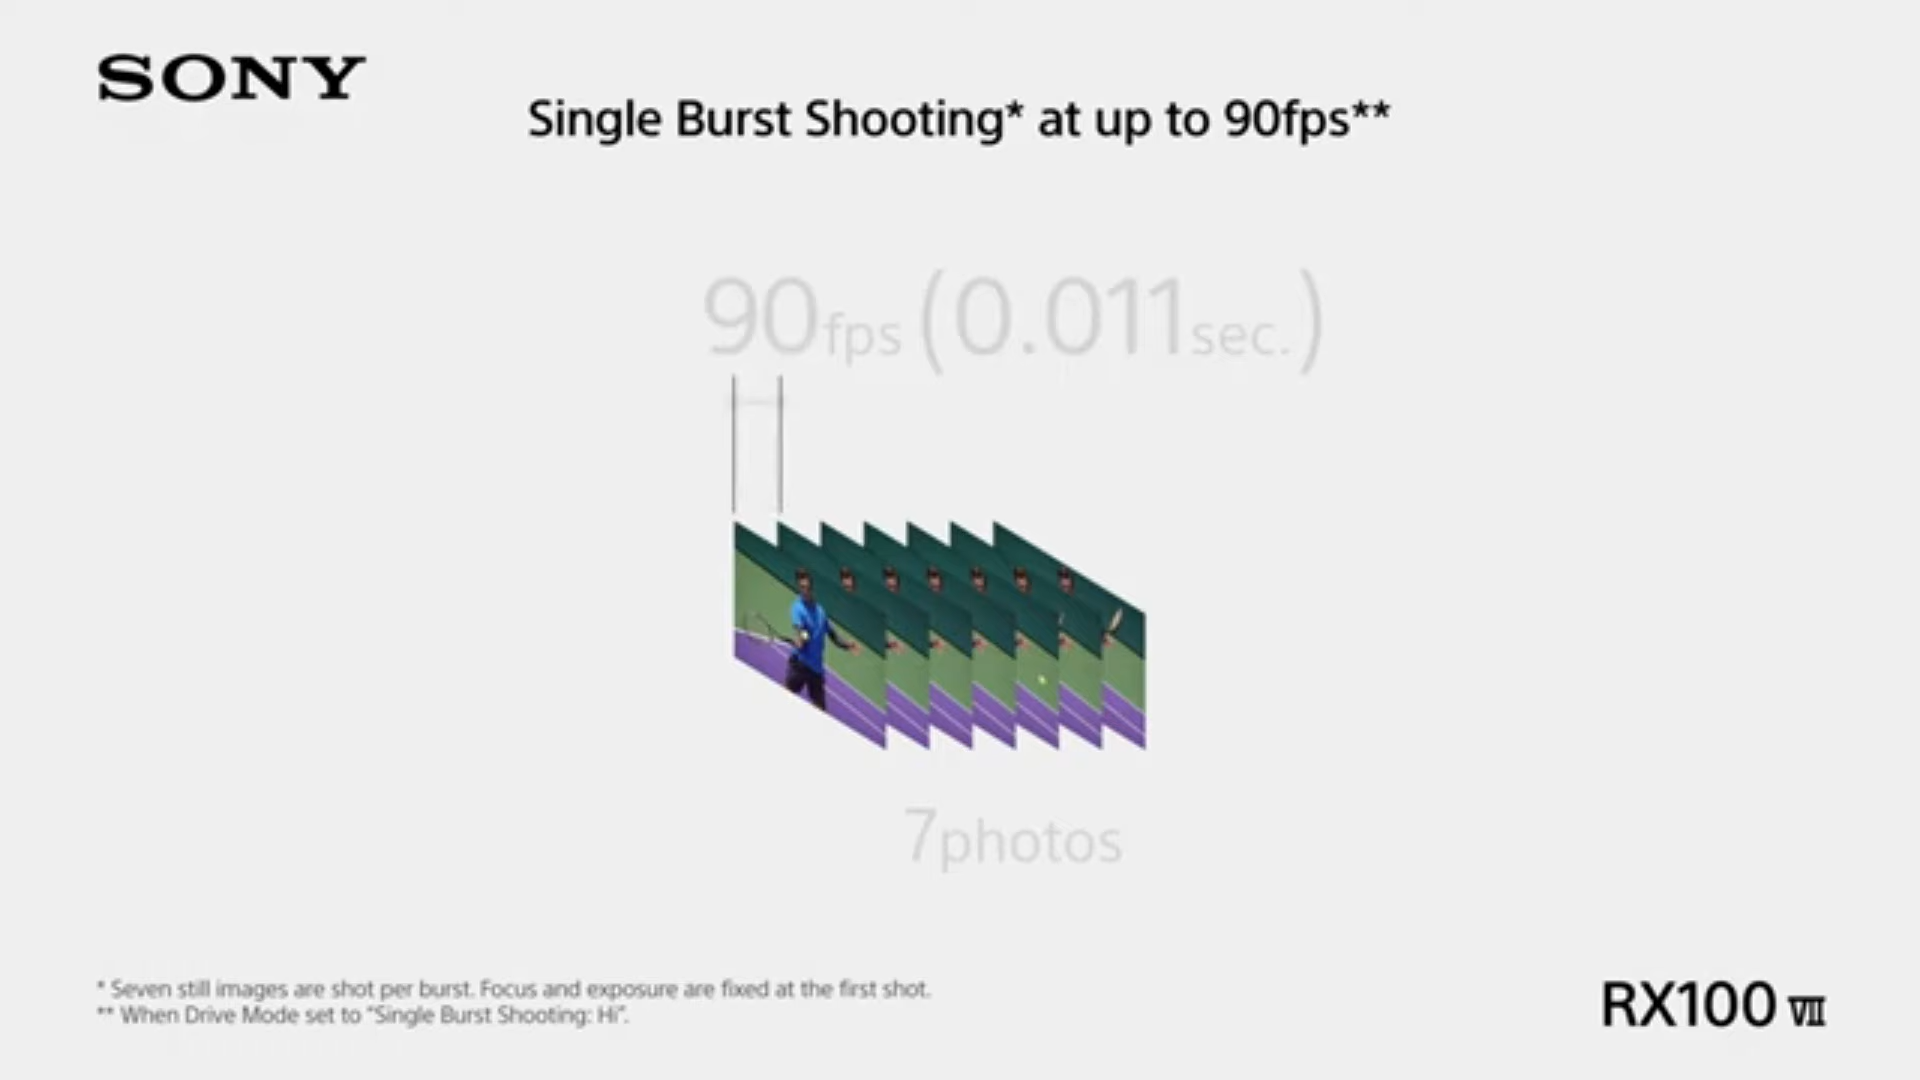 SONY
Single Burst Shooting* at up to 90fps**
90fps (0.011sec.)
7photos
* Seven still images are shot per burst. Focus and exposure are fixed at the first shot.
** When Drive Mode set to "Single Burst Shooting: Hi".
RX100 VII